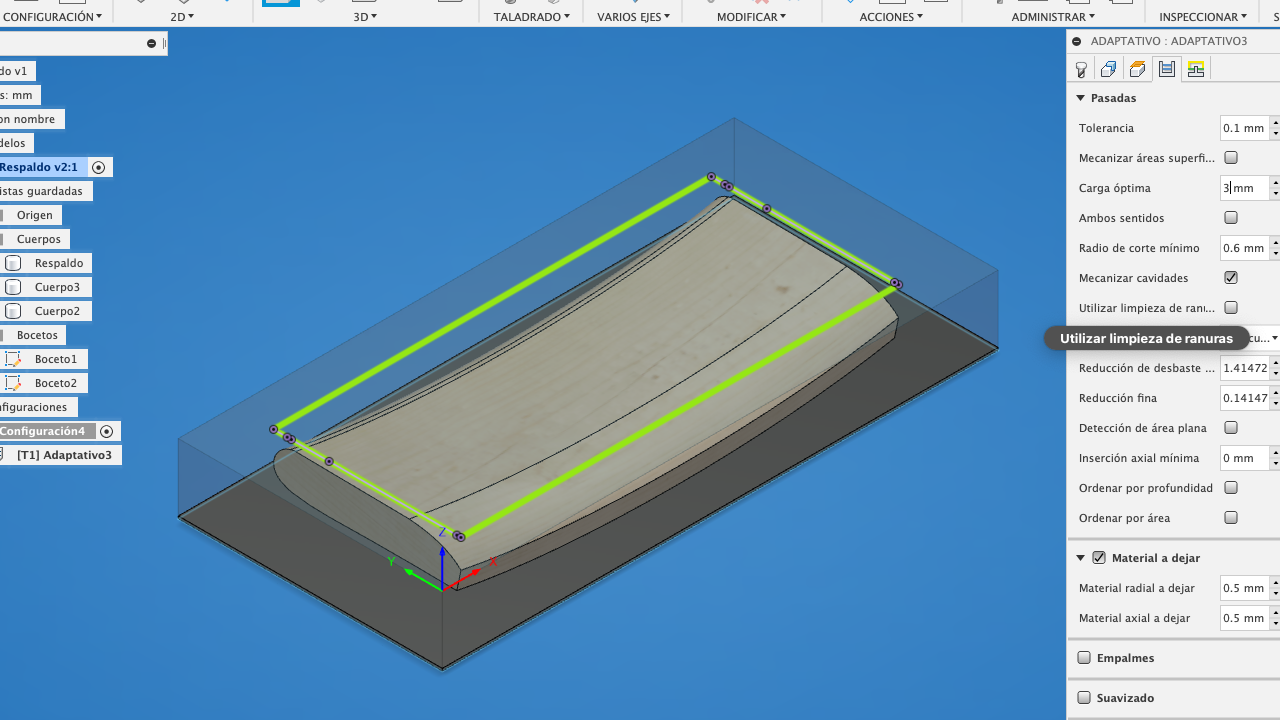 CONFIGURACIÓN
2D
3D
TALADRADO
VARIOS EJES
MODIFICAR
ACCIONES
ADMINISTRAR
INSPECCIONAR
S
do v1
s: mm
on nombre
delos
Respaldo v2:1
istas guardadas
Origen
Cuerpos
Respaldo
Cuerpo3
Cuerpo2
Bocetos
Boceto1
Boceto2
nfiguraciones
Configuración4
[T1] Adaptativo3
Z
Y
X
ADAPTATIVO : ADAPTATIVO3
Pasadas
Tolerancia 0.1 mm
Mecanizar áreas superfi...
Carga óptima 3 mm
Ambos sentidos
Radio de corte mínimo 0.6 mm
Mecanizar cavidades
Utilizar limpieza de ran...
Utilizar limpieza de ranuras
cu...
Reducción de desbaste ... 1.41472
Reducción fina 0.14147
Detección de área plana
Inserción axial mínima 0 mm
Ordenar por profundidad
Ordenar por área
Material a dejar
Material radial a dejar 0.5 mm
Material axial a dejar 0.5 mm
Empalmes
Suavizado